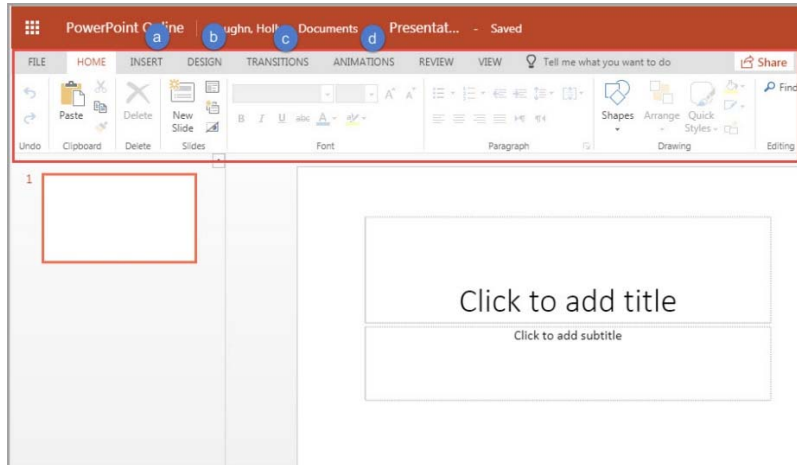 PowerPoint Online ughn, Holl Documents Presentat... - Saved
a b c d
FILE HOME INSERT DESIGN TRANSITIONS ANIMATIONS REVIEW VIEW Tell me what you want to do Share
Paste Delete New Slide B I U abc A A A Shapes Arrange Quick Styles Find
Undo Clipboard Delete Slides Font Paragraph Drawing Editing
1
Click to add title
Click to add subtitle